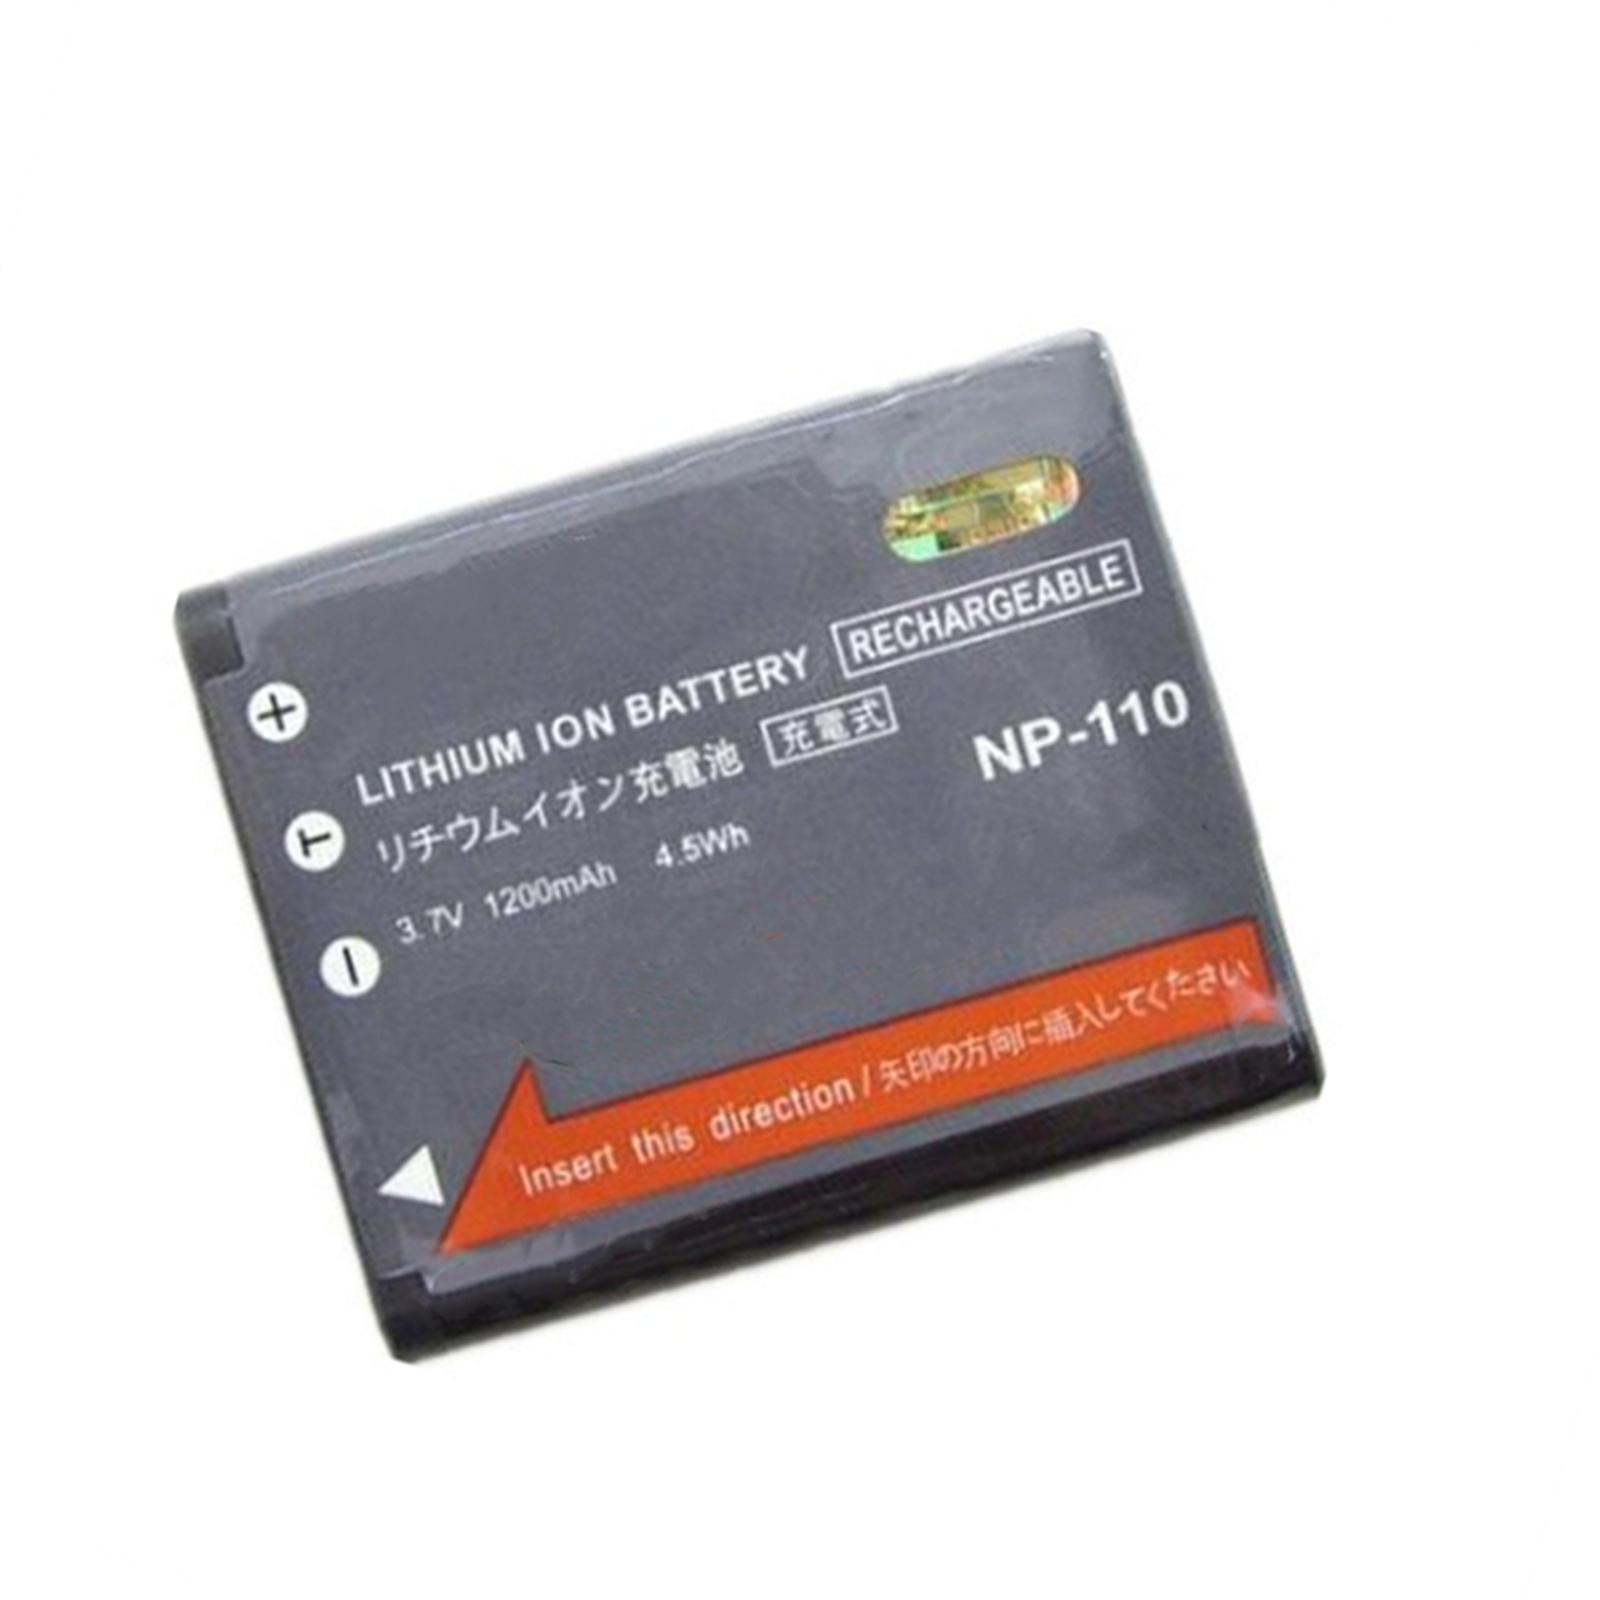 LITHIUM ION BATTERY RECHARGEABLE
リチウムイオン充電池 充電式
NP-110
3.7V 1200mAh 4.5Wh
+
T
−
Insert this direction / 矢印の方向に插入してください